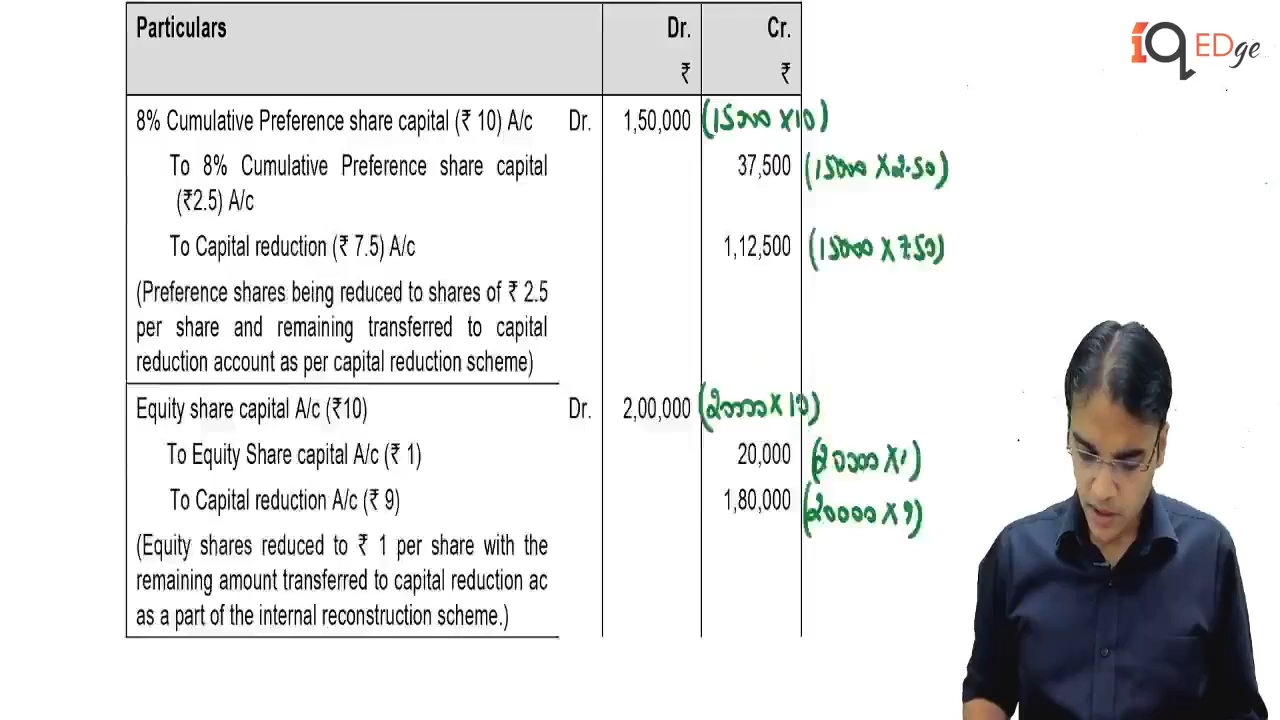 Particulars Dr. Cr.
₹ ₹
iQ EDge
8% Cumulative Preference share capital (₹ 10) A/c Dr. 1,50,000 (15000 X 10)
To 8% Cumulative Preference share capital 37,500 (15000 X 2.50)
(₹2.5) A/c
To Capital reduction (₹ 7.5) A/c 1,12,500 (15000 X 7.50)
(Preference shares being reduced to shares of ₹ 2.5
per share and remaining transferred to capital
reduction account as per capital reduction scheme)
Equity share capital A/c (₹10) Dr. 2,00,000 (20000 X 10)
To Equity Share capital A/c (₹ 1) 20,000 (20000 X 1)
To Capital reduction A/c (₹ 9) 1,80,000 (20000 X 9)
(Equity shares reduced to ₹ 1 per share with the
remaining amount transferred to capital reduction ac
as a part of the internal reconstruction scheme.)